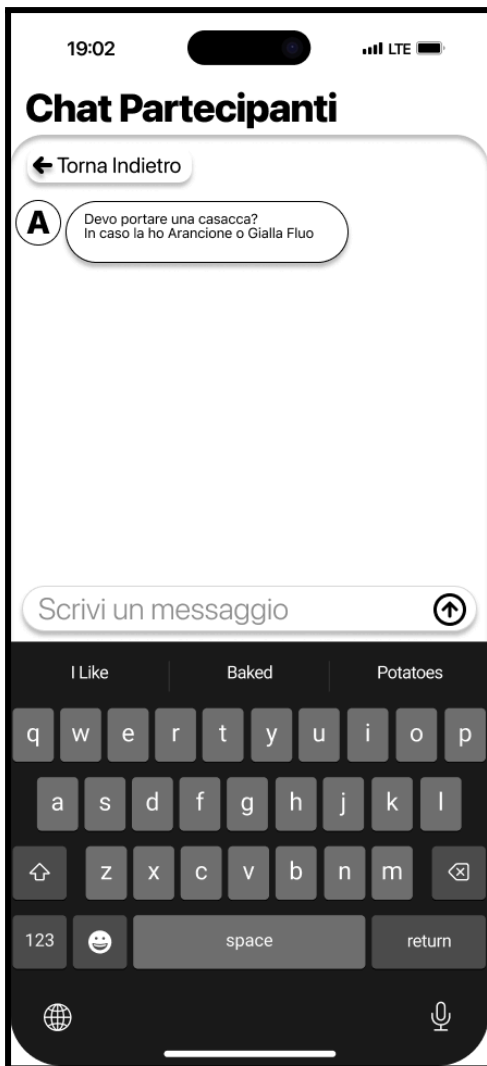 19:02 LTE
Chat Partecipanti
Torna Indietro
A
Devo portare una casacca?
In caso la ho Arancione o Gialla Fluo
Scrivi un messaggio
I Like Baked Potatoes
q w e r t y u i o p
a s d f g h j k l
z x c v b n m
123 space return